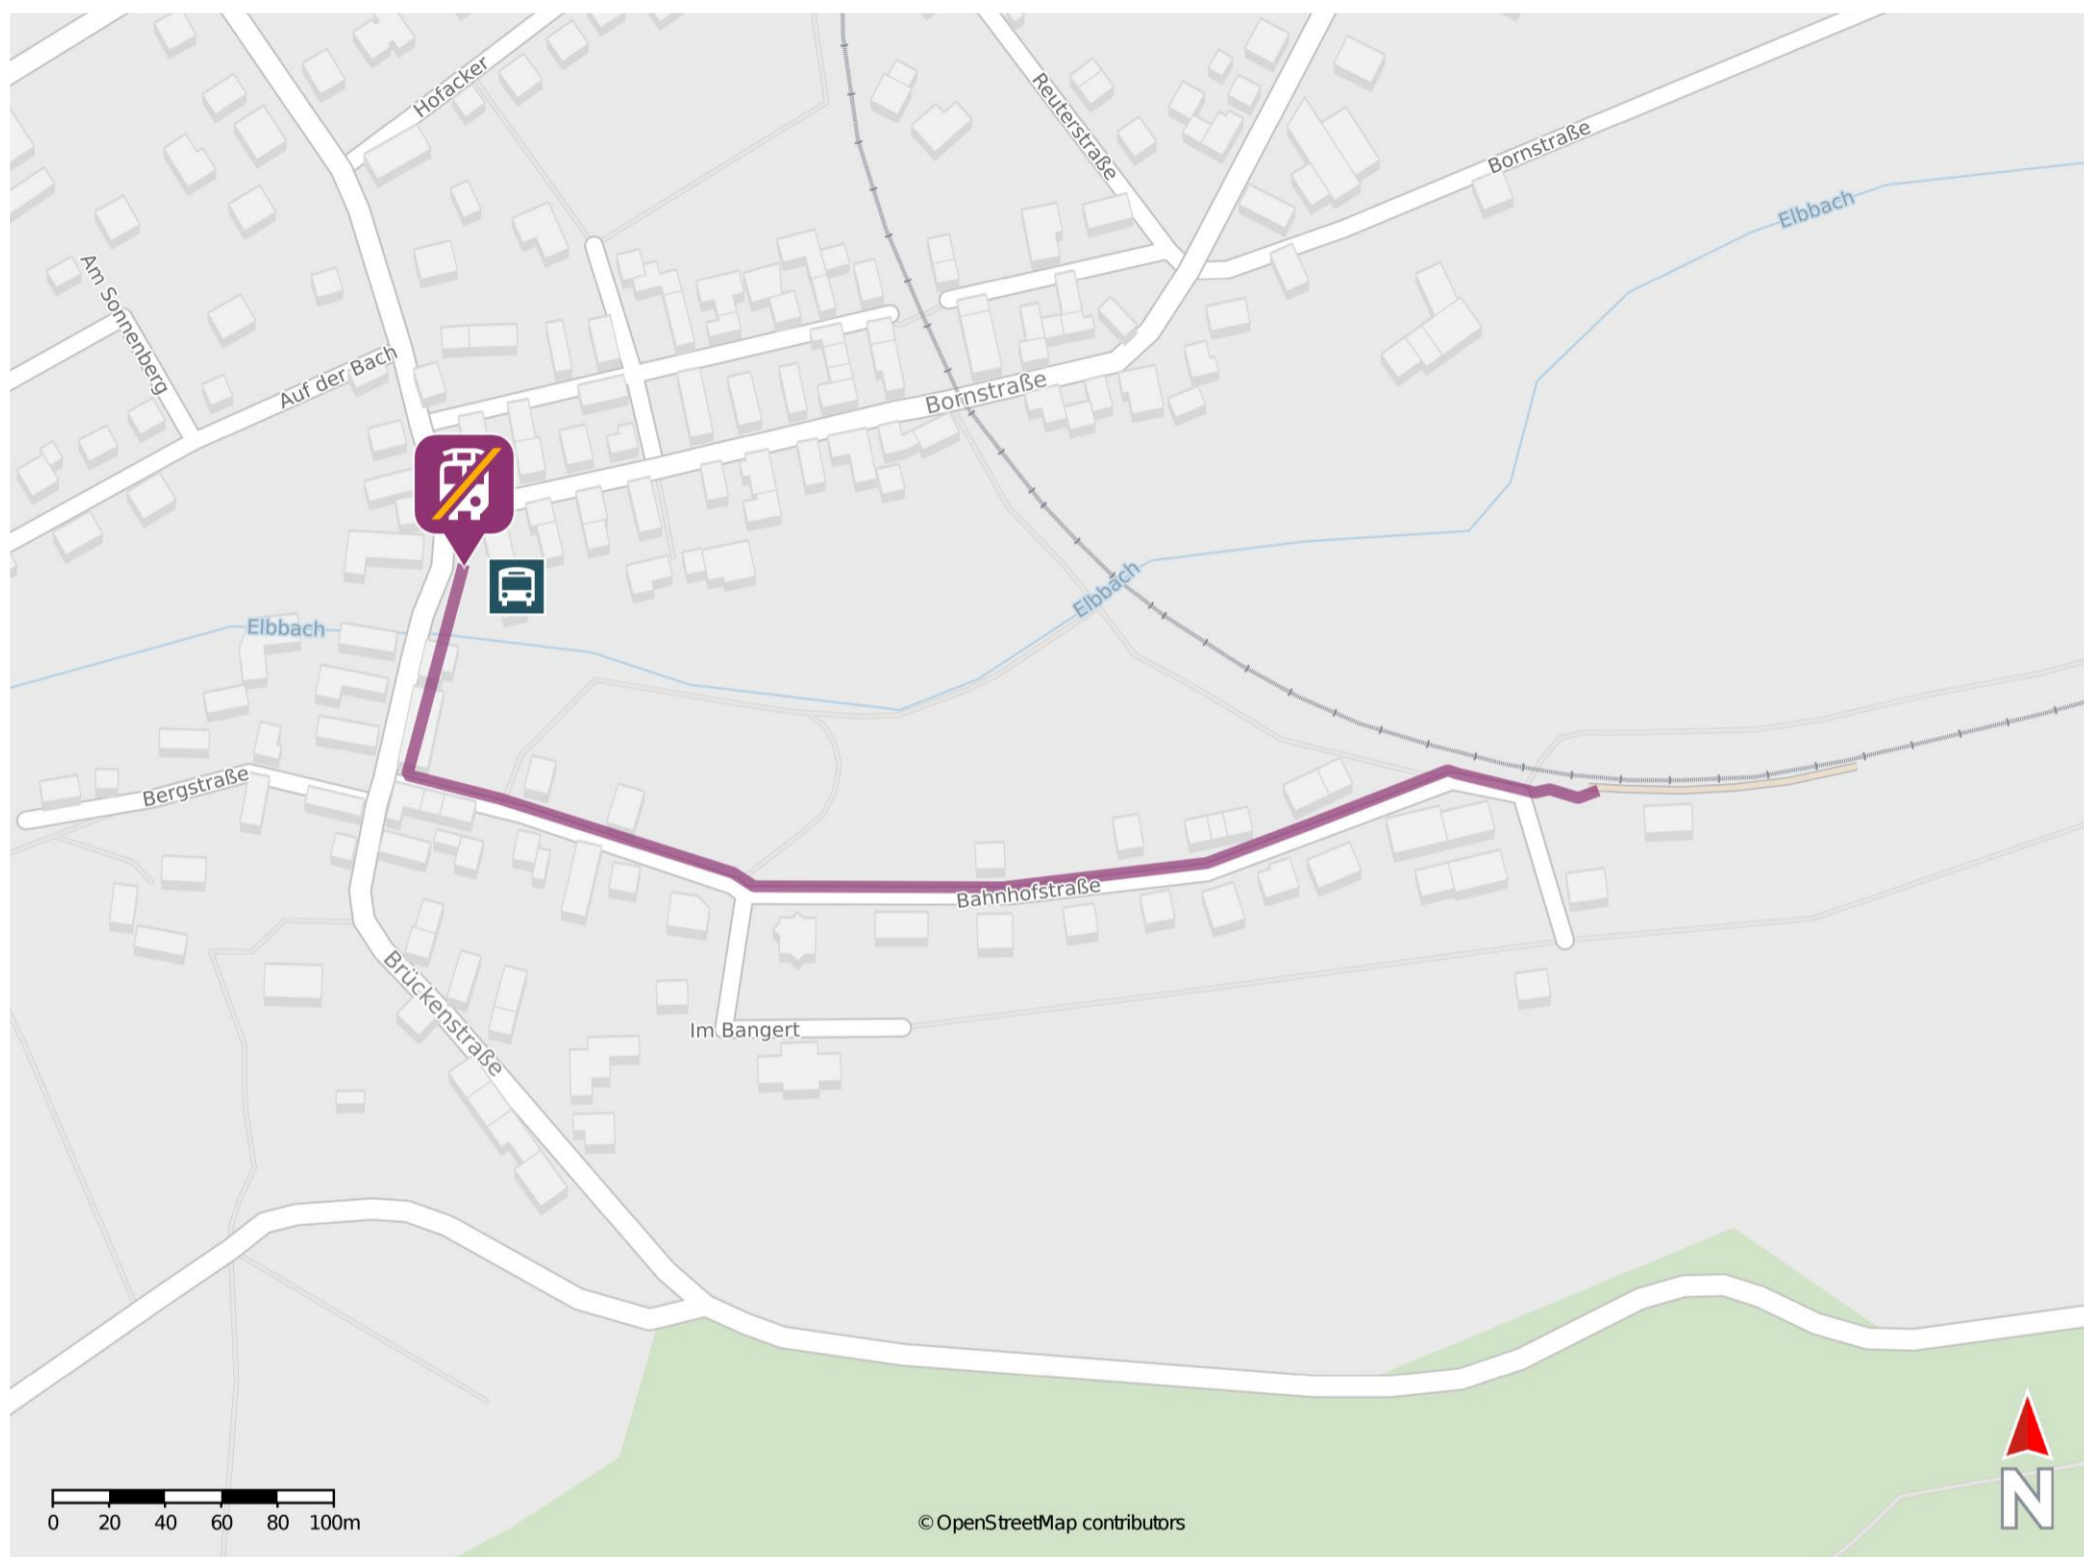 Hofacker
Reuterstraße
Bornstraße
Elbbach
Am Sonnenberg
Auf der Bach
Bornstraße
Elbbach
Elbbach
Bergstraße
Bahnhofstraße
Brückenstraße
Im Bangert
0 20 40 60 80 100m
© OpenStreetMap contributors
N